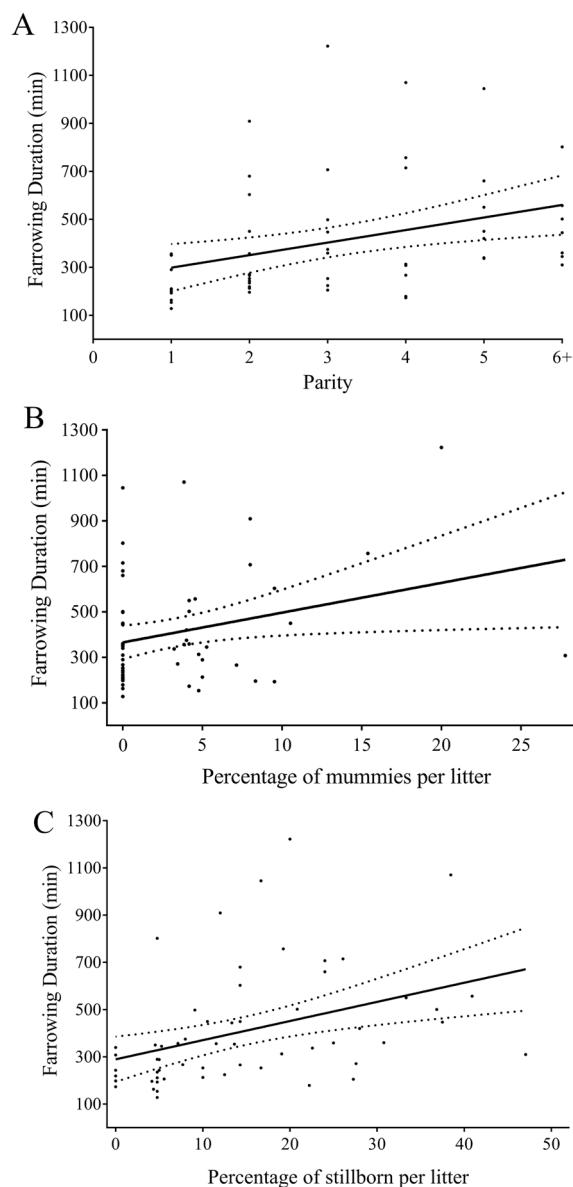 A
Farrowing Duration (min)
1300
1100
900
700
500
300
100
0 1 2 3 4 5 6+
Parity
B
Farrowing Duration (min)
1300
1100
900
700
500
300
100
0 5 10 15 20 25
Percentage of mummies per litter
C
Farrowing Duration (min)
1300
1100
900
700
500
300
100
0 10 20 30 40 50
Percentage of stillborn per litter